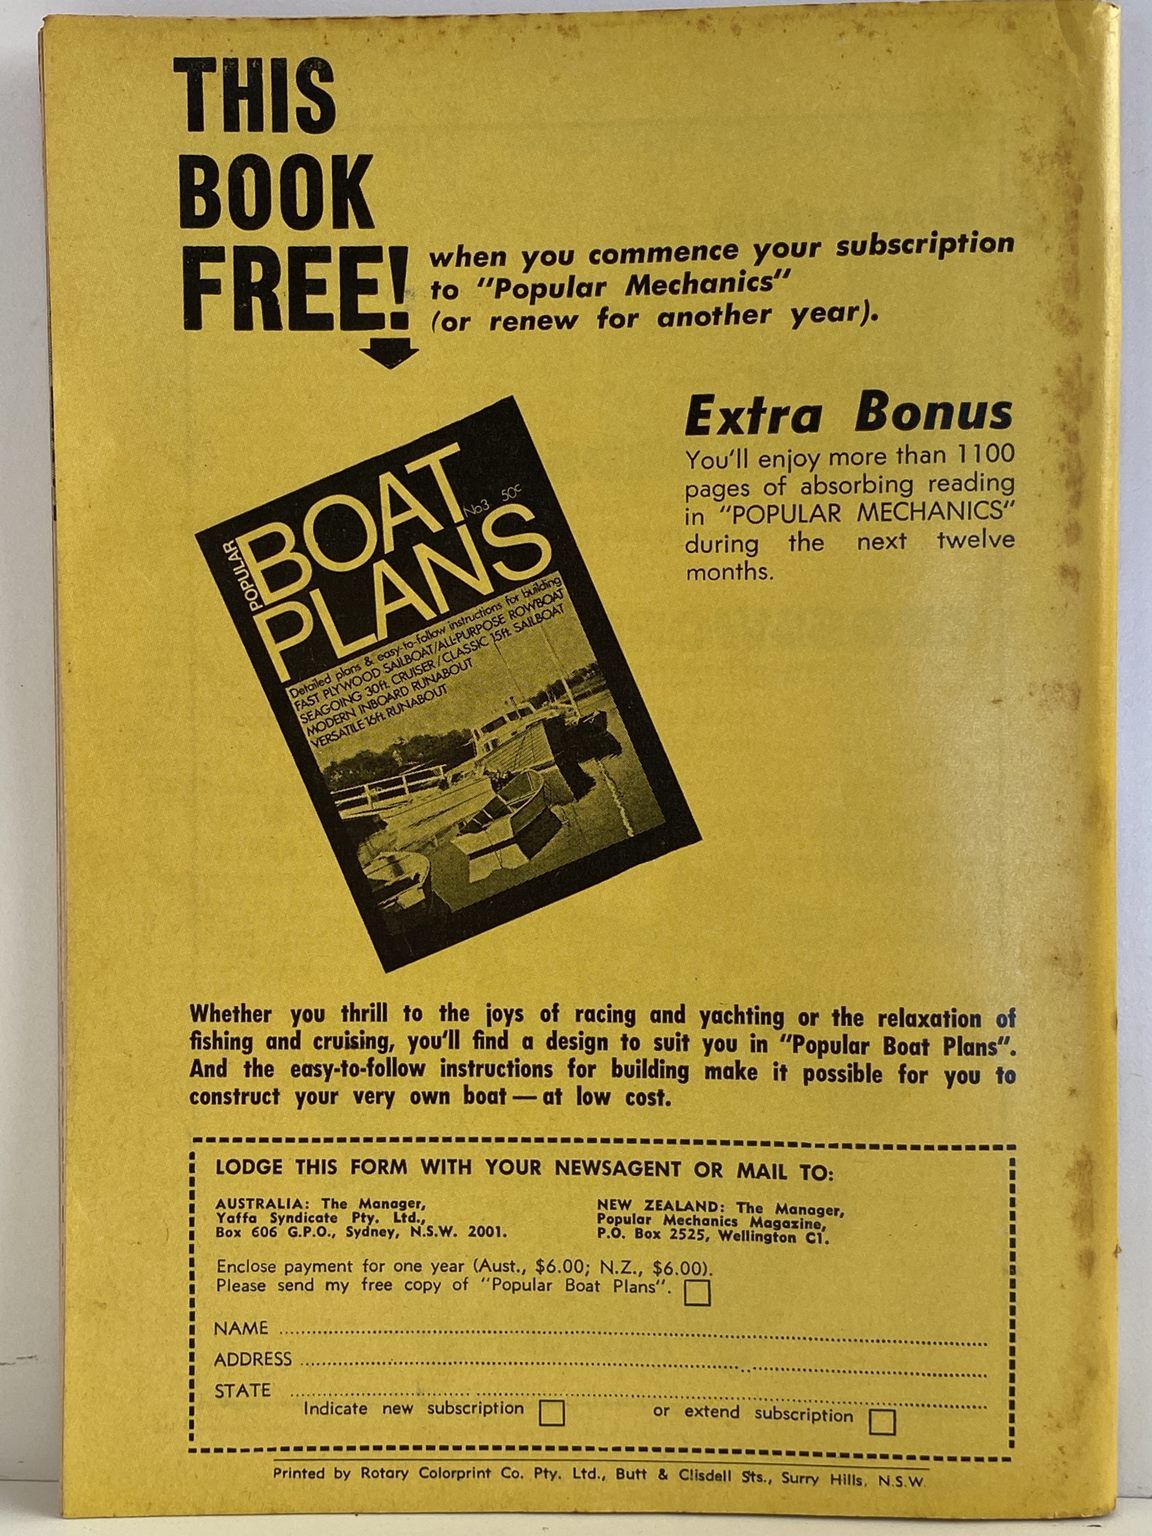 THIS
BOOK
FREE!
when you commence your subscription
to "Popular Mechanics"
(or renew for another year).
Extra Bonus
You'll enjoy more than 1100
pages of absorbing reading
in "POPULAR MECHANICS"
during the next twelve
months.
POPULAR
BOAT
No3 50c
PLANS
Detailed plans & easy-to-follow instructions for building
FAST PLYWOOD SAILBOAT/ALL-PURPOSE ROWBOAT
SEAGOING 30ft. CRUISER/CLASSIC 15ft. SAILBOAT
MODERN INBOARD RUNABOUT
VERSATILE 16ft. RUNABOUT
Whether you thrill to the joys of racing and yachting or the relaxation of
fishing and cruising, you'll find a design to suit you in "Popular Boat Plans".
And the easy-to-follow instructions for building make it possible for you to
construct your very own boat — at low cost.
LODGE THIS FORM WITH YOUR NEWSAGENT OR MAIL TO:
AUSTRALIA: The Manager,
Yaffa Syndicate Pty. Ltd.,
Box 606 G.P.O., Sydney, N.S.W. 2001.
NEW ZEALAND: The Manager,
Popular Mechanics Magazine,
P.O. Box 2525, Wellington C1.
Enclose payment for one year (Aust., $6.00; N.Z., $6.00).
Please send my free copy of "Popular Boat Plans".
NAME
ADDRESS
STATE
Indicate new subscription or extend subscription
Printed by Rotary Colorprint Co. Pty. Ltd., Butt & Clisdell Sts., Surry Hills, N.S.W.